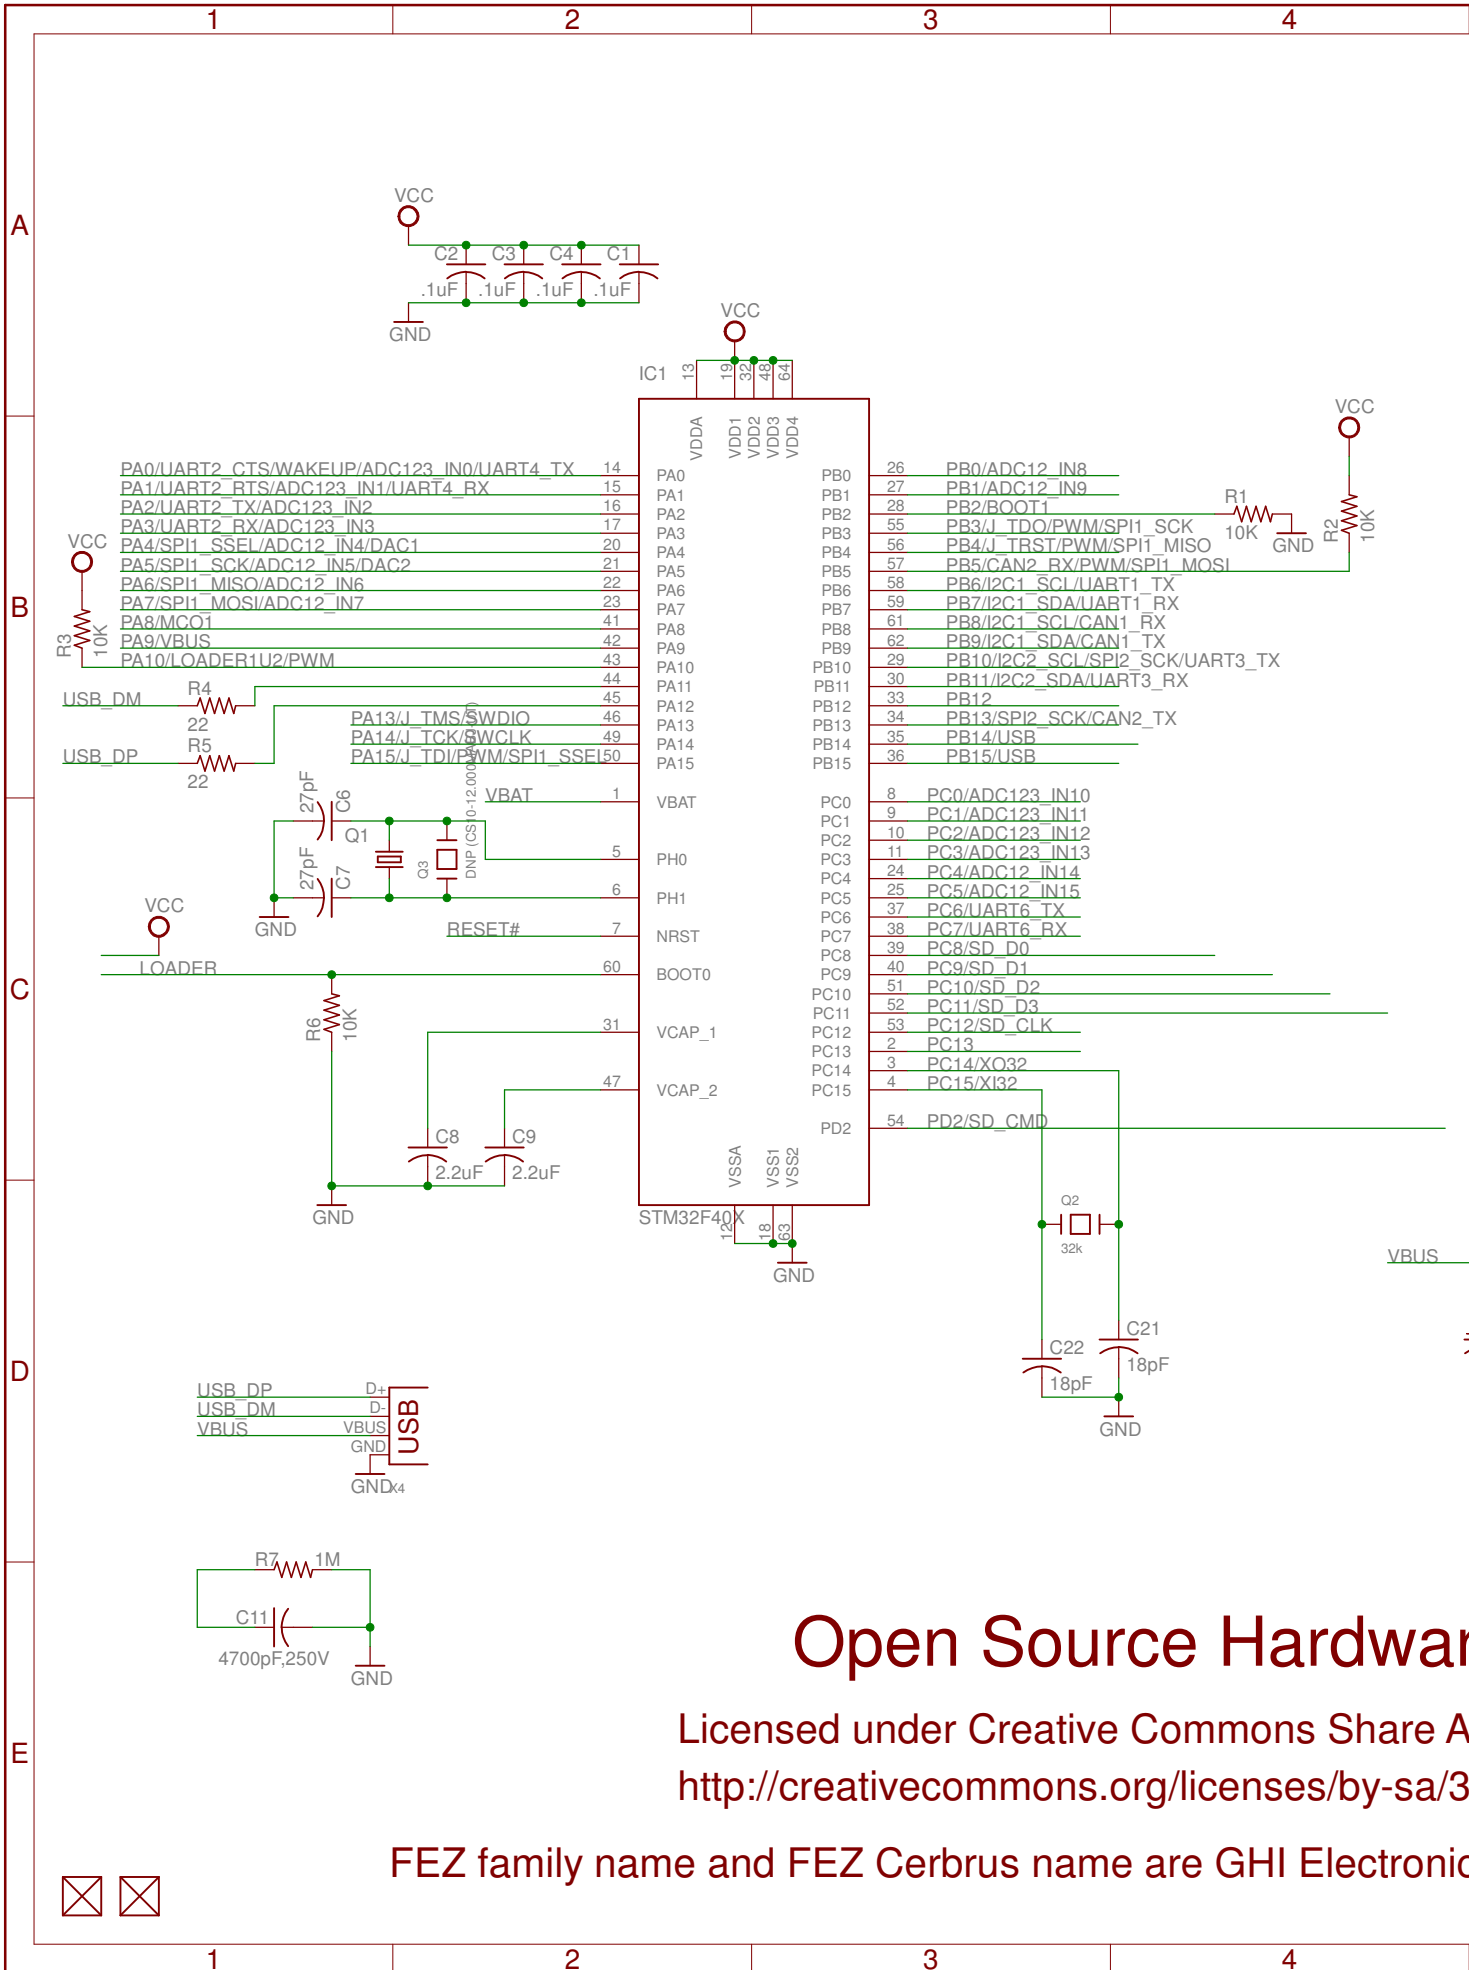 1 2 3 4
A
B
C
D
E
VCC
C2 C3 C4 C1
.1uF .1uF .1uF .1uF
GND
VCC
IC1
13 19 32 48 64
VDDA VDD1 VDD2 VDD3 VDD4
PA0/UART2_CTS/WAKEUP/ADC123_IN0/UART4_TX 14 PA0
PA1/UART2_RTS/ADC123_IN1/UART4_RX 15 PA1
PA2/UART2_TX/ADC123_IN2 16 PA2
PA3/UART2_RX/ADC123_IN3 17 PA3
PA4/SPI1_SSEL/ADC12_IN4/DAC1 20 PA4
PA5/SPI1_SCK/ADC12_IN5/DAC2 21 PA5
PA6/SPI1_MISO/ADC12_IN6 22 PA6
PA7/SPI1_MOSI/ADC12_IN7 23 PA7
PA8/MCO1 41 PA8
PA9/VBUS 42 PA9
PA10/LOADER1U2/PWM 43 PA10
VCC
R3
10K
44 PA11
45 PA12
USB_DM R4 22
USB_DP R5 22
PA13/J_TMS/SWDIO 46 PA13
PA14/J_TCK/SWCLK 49 PA14
PA15/J_TDI/PWM/SPI1_SSEL 50 PA15
VBAT 1 VBAT
27pF C6
Q1
Q3
27pF C7
GND
5 PH0
6 PH1
RESET# 7 NRST
VCC
LOADER 60 BOOT0
R6
10K
31 VCAP_1
47 VCAP_2
C8 2.2uF
C9 2.2uF
GND
PB0 26 PB0/ADC12_IN8
PB1 27 PB1/ADC12_IN9
PB2 28 PB2/BOOT1
PB3 55 PB3/J_TDO/PWM/SPI1_SCK
PB4 56 PB4/J_TRST/PWM/SPI1_MISO
PB5 57 PB5/CAN2_RX/PWM/SPI1_MOSI
PB6 58 PB6/I2C1_SCL/UART1_TX
PB7 59 PB7/I2C1_SDA/UART1_RX
PB8 61 PB8/I2C1_SCL/CAN1_RX
PB9 62 PB9/I2C1_SDA/CAN1_TX
PB10 29 PB10/I2C2_SCL/SPI2_SCK/UART3_TX
PB11 30 PB11/I2C2_SDA/UART3_RX
PB12 33 PB12
PB13 34 PB13/SPI2_SCK/CAN2_TX
PB14 35 PB14/USB
PB15 36 PB15/USB
R1
10K
GND
VCC
R2
10K
PC0 8 PC0/ADC123_IN10
PC1 9 PC1/ADC123_IN11
PC2 10 PC2/ADC123_IN12
PC3 11 PC3/ADC123_IN13
PC4 24 PC4/ADC12_IN14
PC5 25 PC5/ADC12_IN15
PC6 37 PC6/UART6_TX
PC7 38 PC7/UART6_RX
PC8 39 PC8/SD_D0
PC9 40 PC9/SD_D1
PC10 51 PC10/SD_D2
PC11 52 PC11/SD_D3
PC12 53 PC12/SD_CLK
PC13 2 PC13
PC14 3 PC14/XO32
PC15 4 PC15/XI32
PD2 54 PD2/SD_CMD
VSSA VSS1 VSS2
STM32F40X
12 18 63
GND
Q2
32k
C22
18pF
C21
18pF
GND
VBUS
USB_DP D+
USB_DM D-
VBUS VBUS
GND
USB
GND X4
R7 1M
C11
4700pF,250V
GND
Open Source Hardwar
Licensed under Creative Commons Share A
http://creativecommons.org/licenses/by-sa/3
FEZ family name and FEZ Cerbrus name are GHI Electronic
1 2 3 4